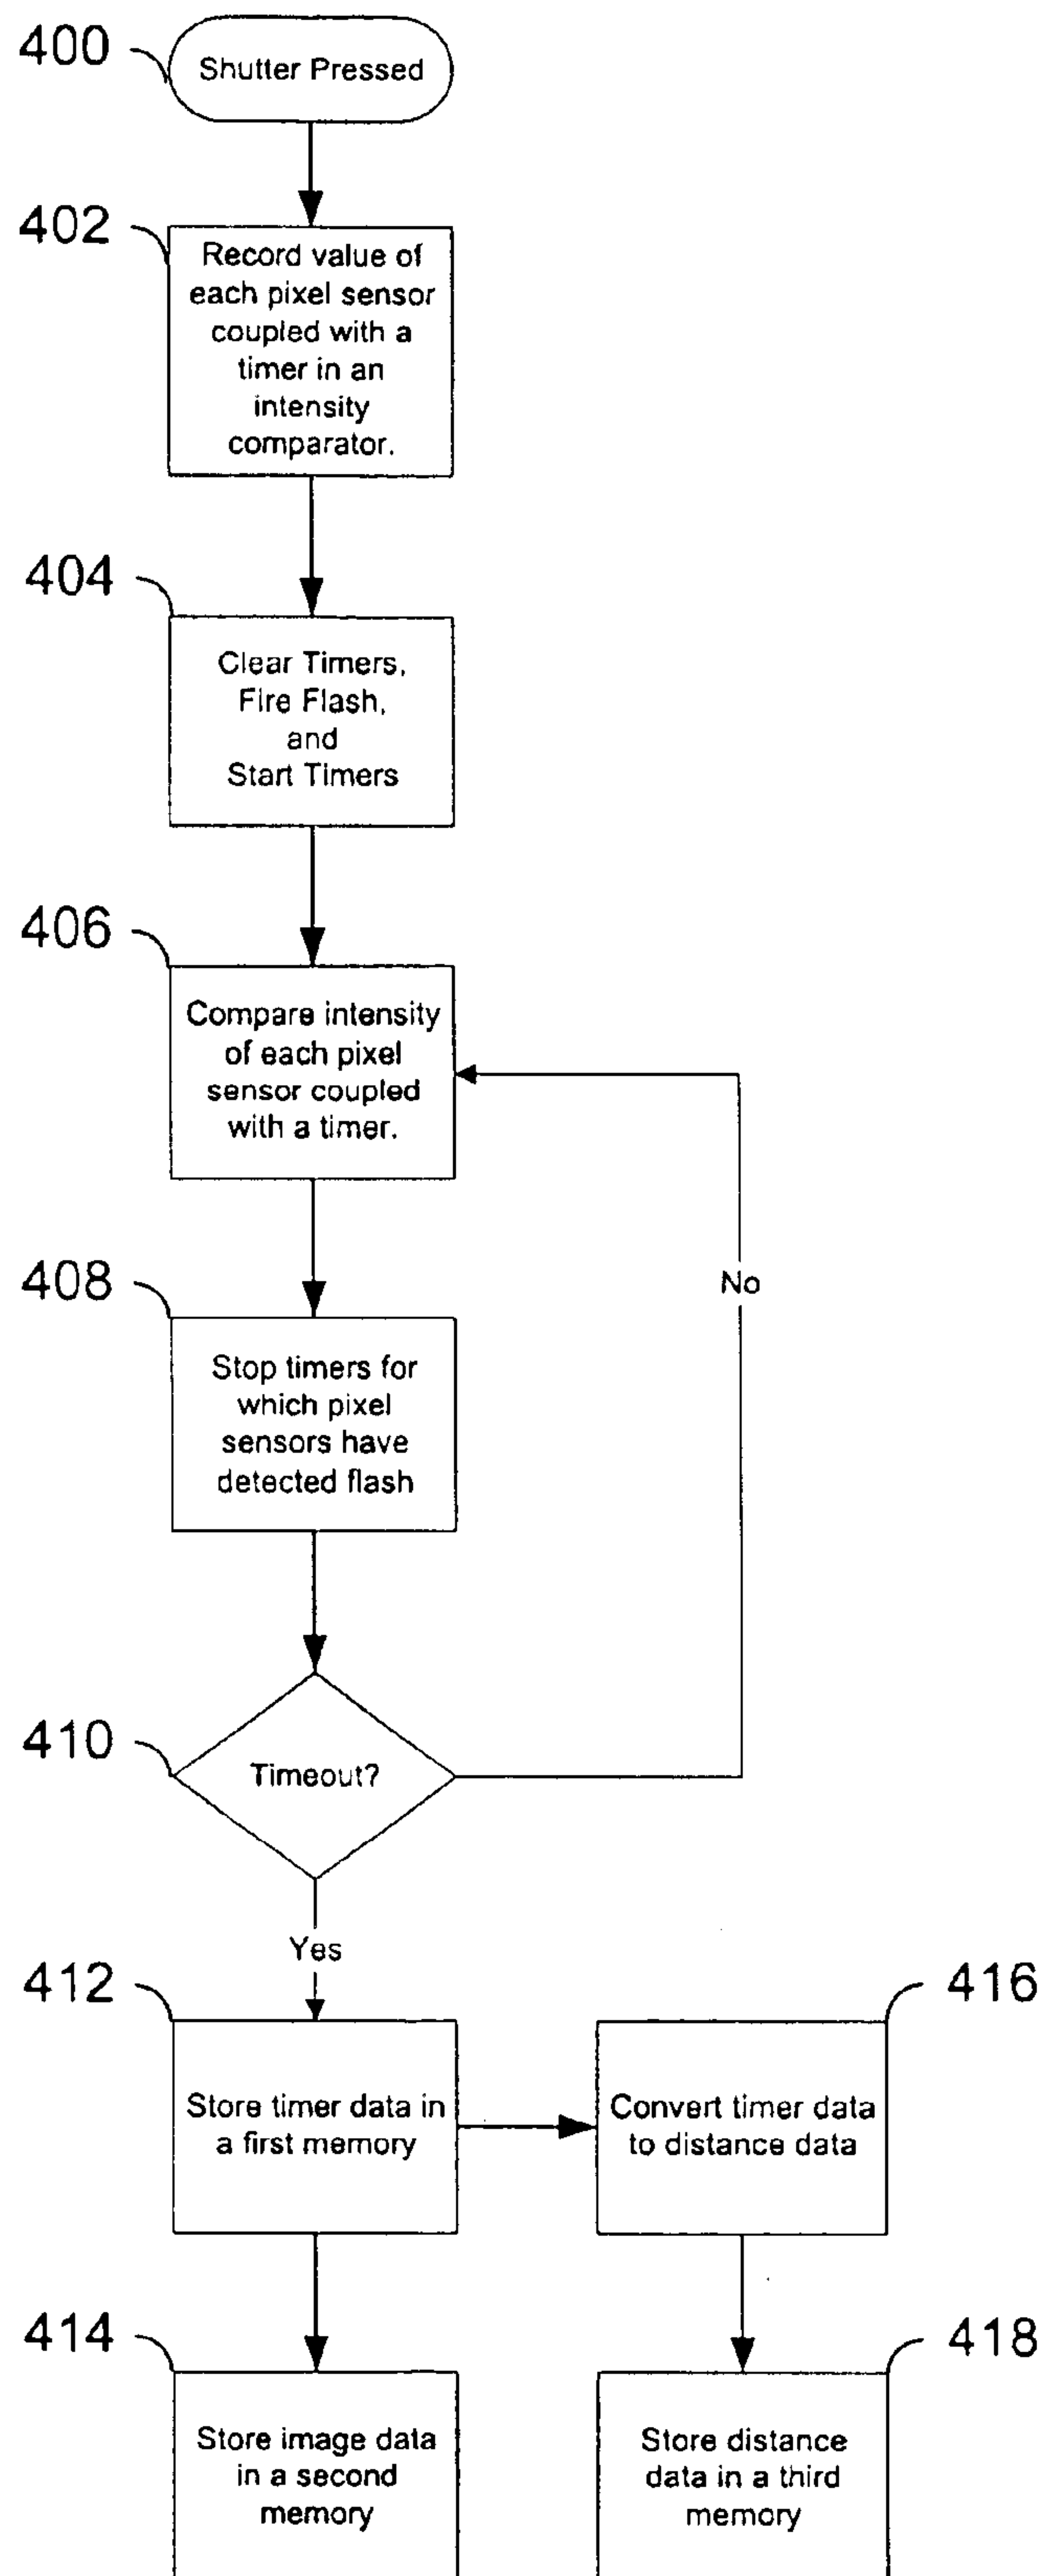 400
Shutter Pressed
402
Record value of
each pixel sensor
coupled with a
timer in an
intensity
comparator.
404
Clear Timers,
Fire Flash,
and
Start Timers
406
Compare intensity
of each pixel
sensor coupled
with a timer.
No
408
Stop timers for
which pixel
sensors have
detected flash
410
Timeout?
Yes
412
Store timer data in
a first memory
416
Convert timer data
to distance data
414
Store image data
in a second
memory
418
Store distance
data in a third
memory